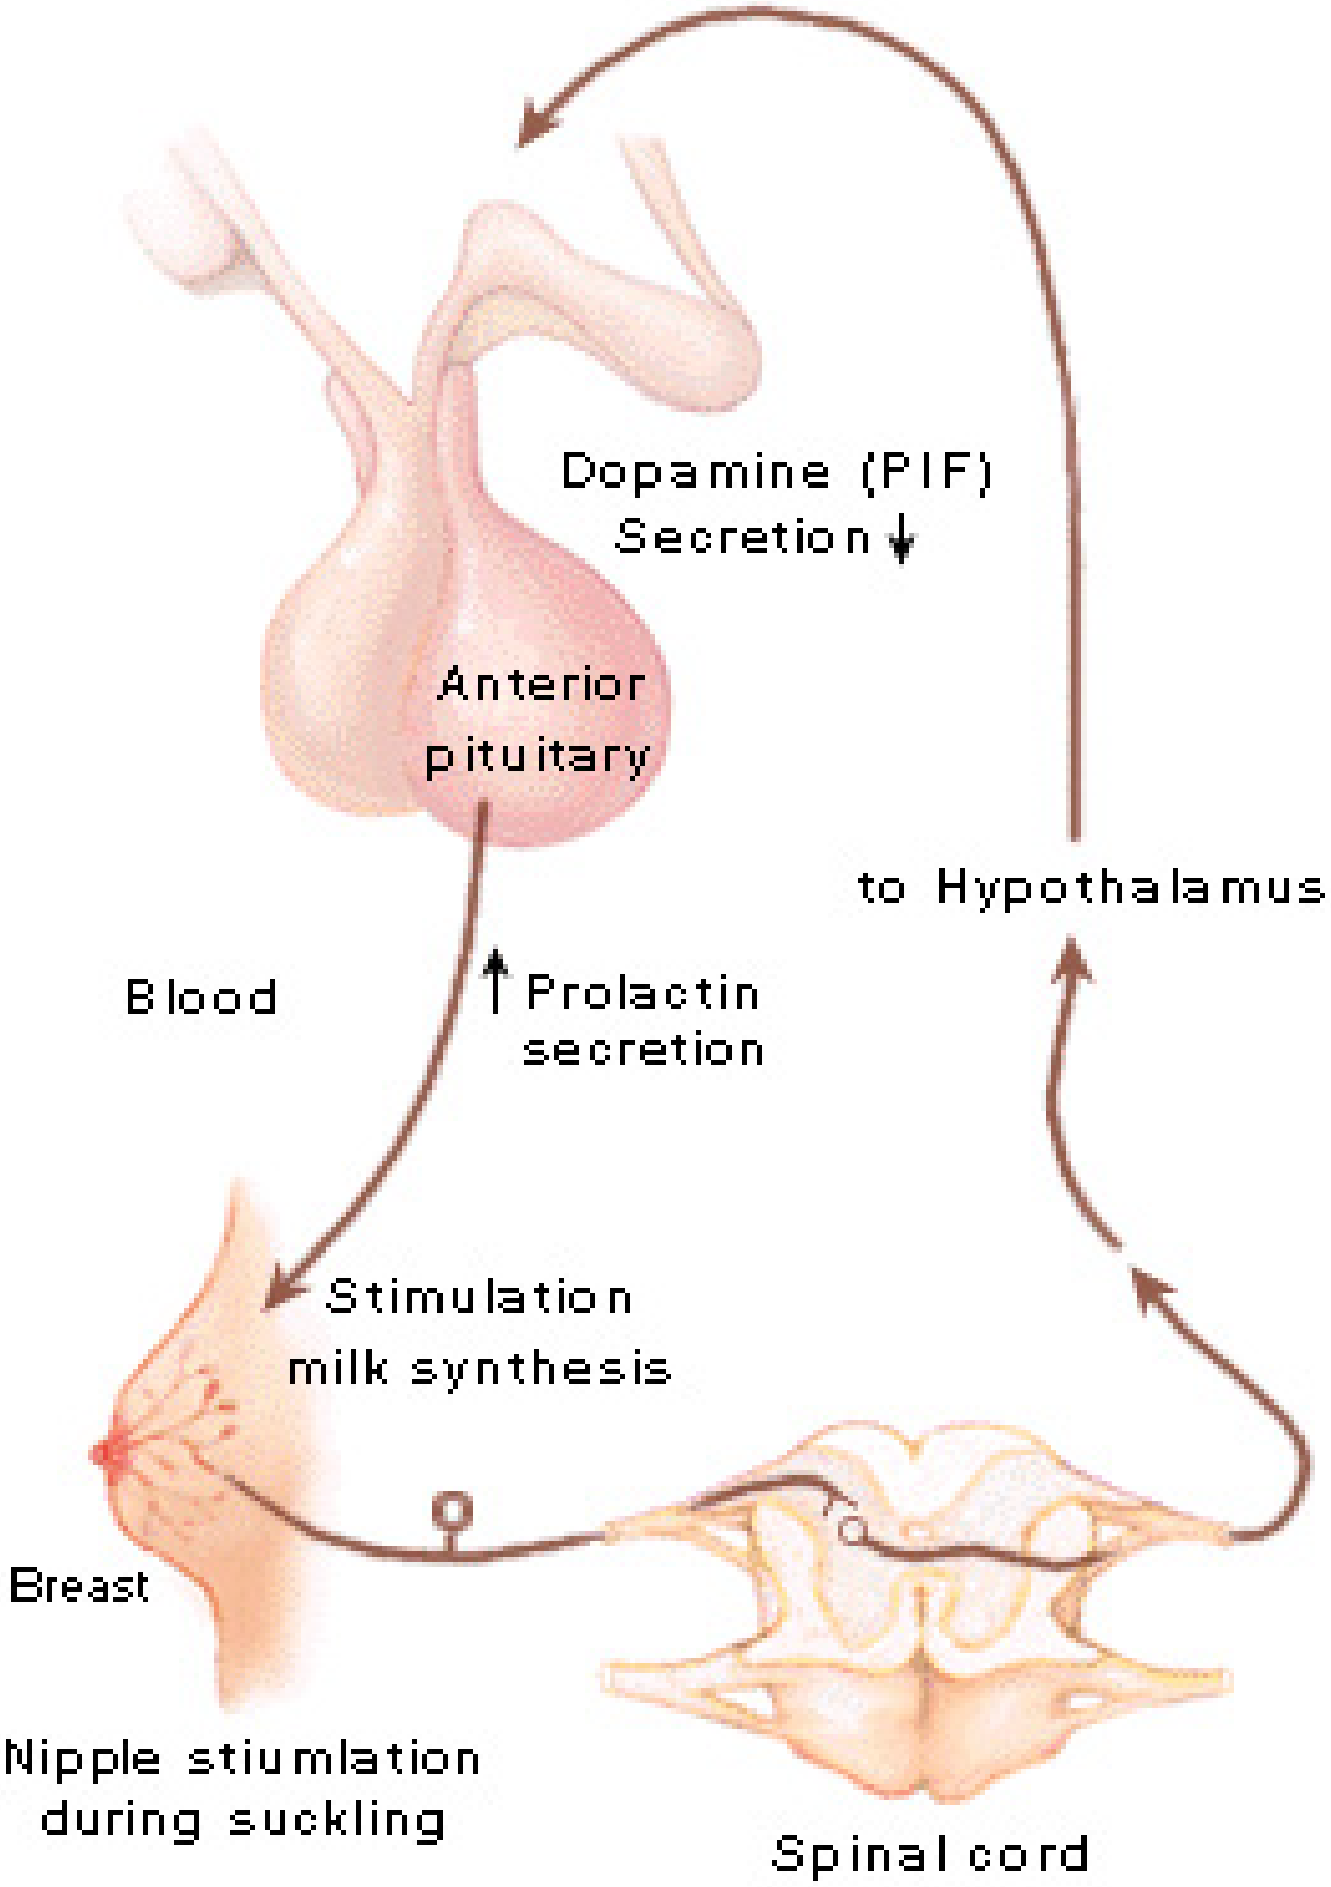 Dopamine (PIF)
Secretion ↓
Anterior
pituitary
to Hypothalamus
Blood
↑ Prolactin
secretion
Stimulation
milk synthesis
Breast
Nipple stiumlation
during suckling
Spinal cord